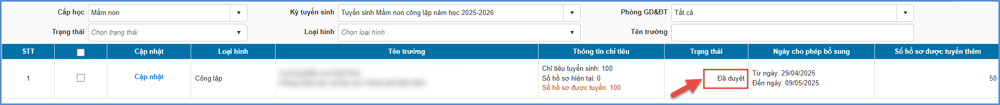 Cấp học Mầm non Kỳ tuyển sinh Tuyển sinh Mầm non công lập năm học 2025-2026 Phòng GD&ĐT Tất cả
Trạng thái Chọn trạng thái Loại hình Chọn loại hình Tên trường
STT Cập nhật Loại hình Tên trường Thông tin chỉ tiêu Trạng thái Ngày cho phép bổ sung Số hồ sơ được tuyển thêm
1 Cập nhật Công lập
Chỉ tiêu tuyển sinh: 100
Số hồ sơ hiện tại: 0
Số hồ sơ được tuyển: 100
Đã duyệt
Từ ngày: 29/04/2025
Đến ngày: 09/05/2025
50